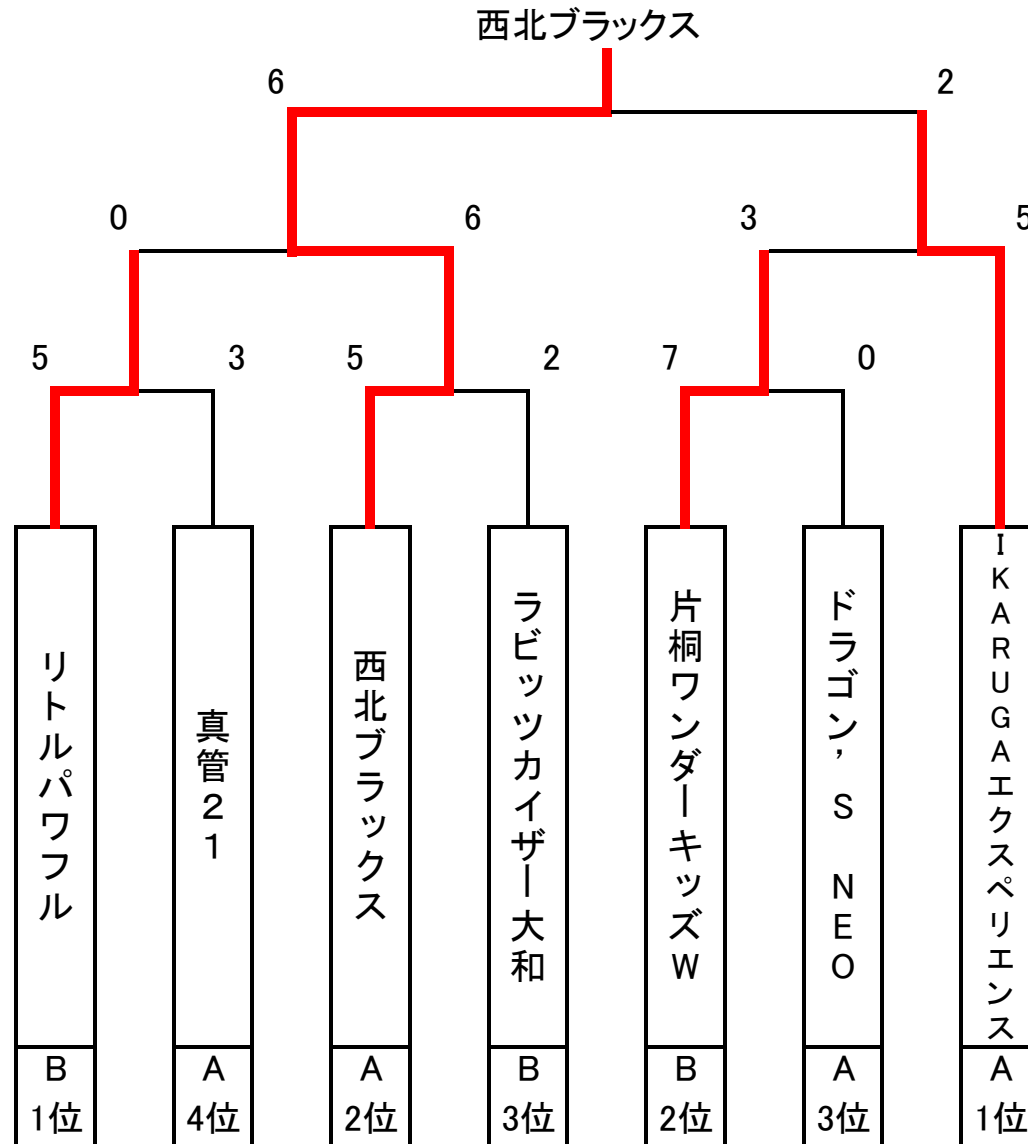 西北ブラックス
6
2
0
6
3
5
5
3
5
2
7
0
リトルパワフル
真管21
西北ブラックス
ラビッツカイザー大和
片桐ワンダーキッズW
ドラゴン’S NEO
IKARUGAエクスペリエンス
B
A
A
B
B
A
A
1位
4位
2位
3位
2位
3位
1位